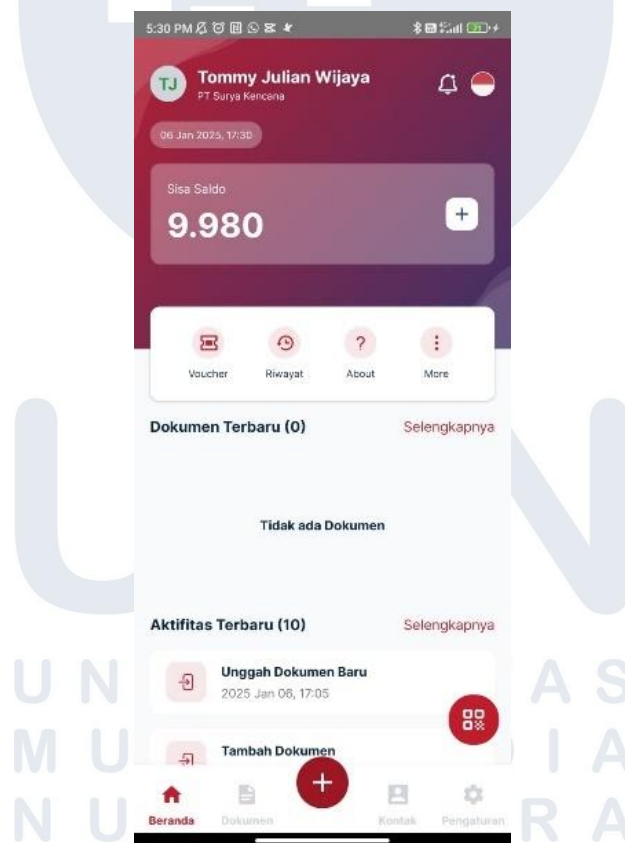 5:30 PM
TJ
Tommy Julian Wijaya
PT Surya Kencana
06 Jan 2025, 17:30
Sisa Saldo
9.980
+
Voucher
Riwayat
?
About
More
Dokumen Terbaru (0)
Selengkapnya
Tidak ada Dokumen
Aktifitas Terbaru (10)
Selengkapnya
Unggah Dokumen Baru
2025 Jan 06, 17:05
Tambah Dokumen
+
Beranda
Dokumen
Kontak
Pengaturan
U N
A S
M U
I A
N U
R A